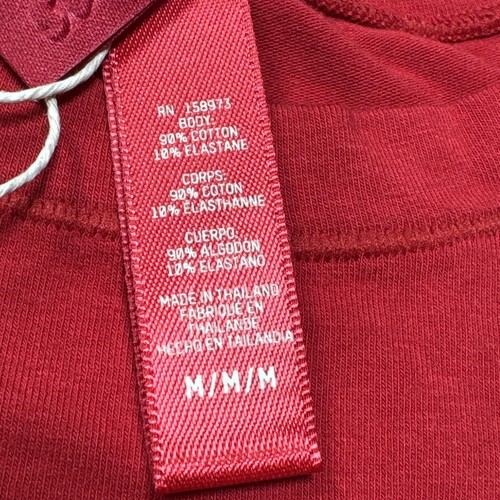 RN 158973
BODY:
90% COTTON
10% ELASTANE
CORPS:
90% COTON
10% ELASTHANNE
CUERPO:
90% ALGODON
10% ELASTANO
MADE IN THAILAND
FABRIQUE EN
THAILANDE
HECHO EN TAILANDIA
M/M/M